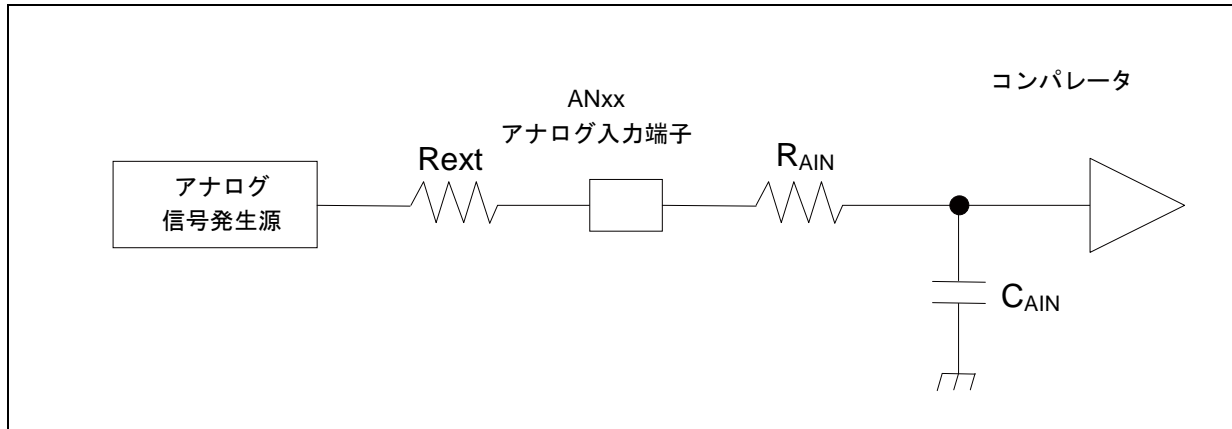 コンパレータ
ANxx
アナログ入力端子
Rext
RAIN
アナログ
信号発生源
CAIN